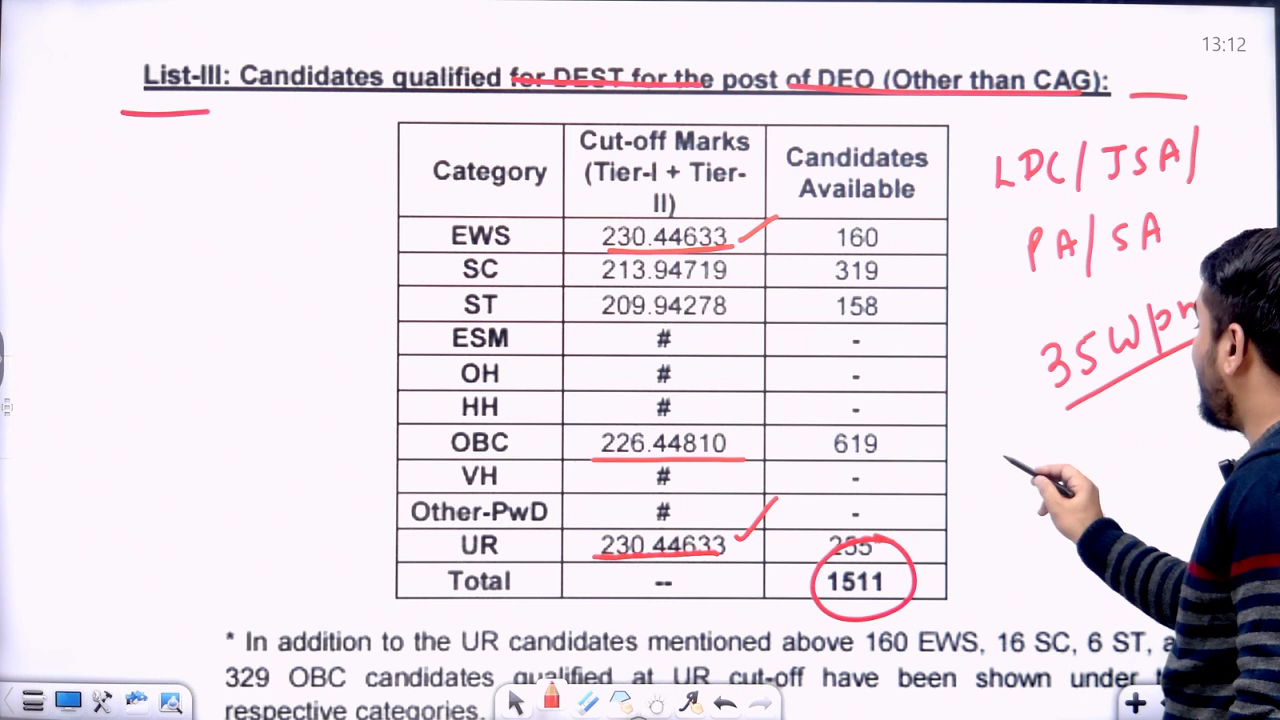 13:12
List-III: Candidates qualified for DEST for the post of DEO (Other than CAG):
Category Cut-off Marks (Tier-I + Tier-II) Candidates Available
EWS 230.44633 160
SC 213.94719 319
ST 209.94278 158
ESM # -
OH # -
HH # -
OBC 226.44810 619
VH # -
Other-PwD # -
UR 230.44633 255*
Total -- 1511
* In addition to the UR candidates mentioned above 160 EWS, 16 SC, 6 ST,
329 OBC candidates qualified at UR cut-off have been shown under
respective categories.
LDC/JSA/
PA/SA
35wpm